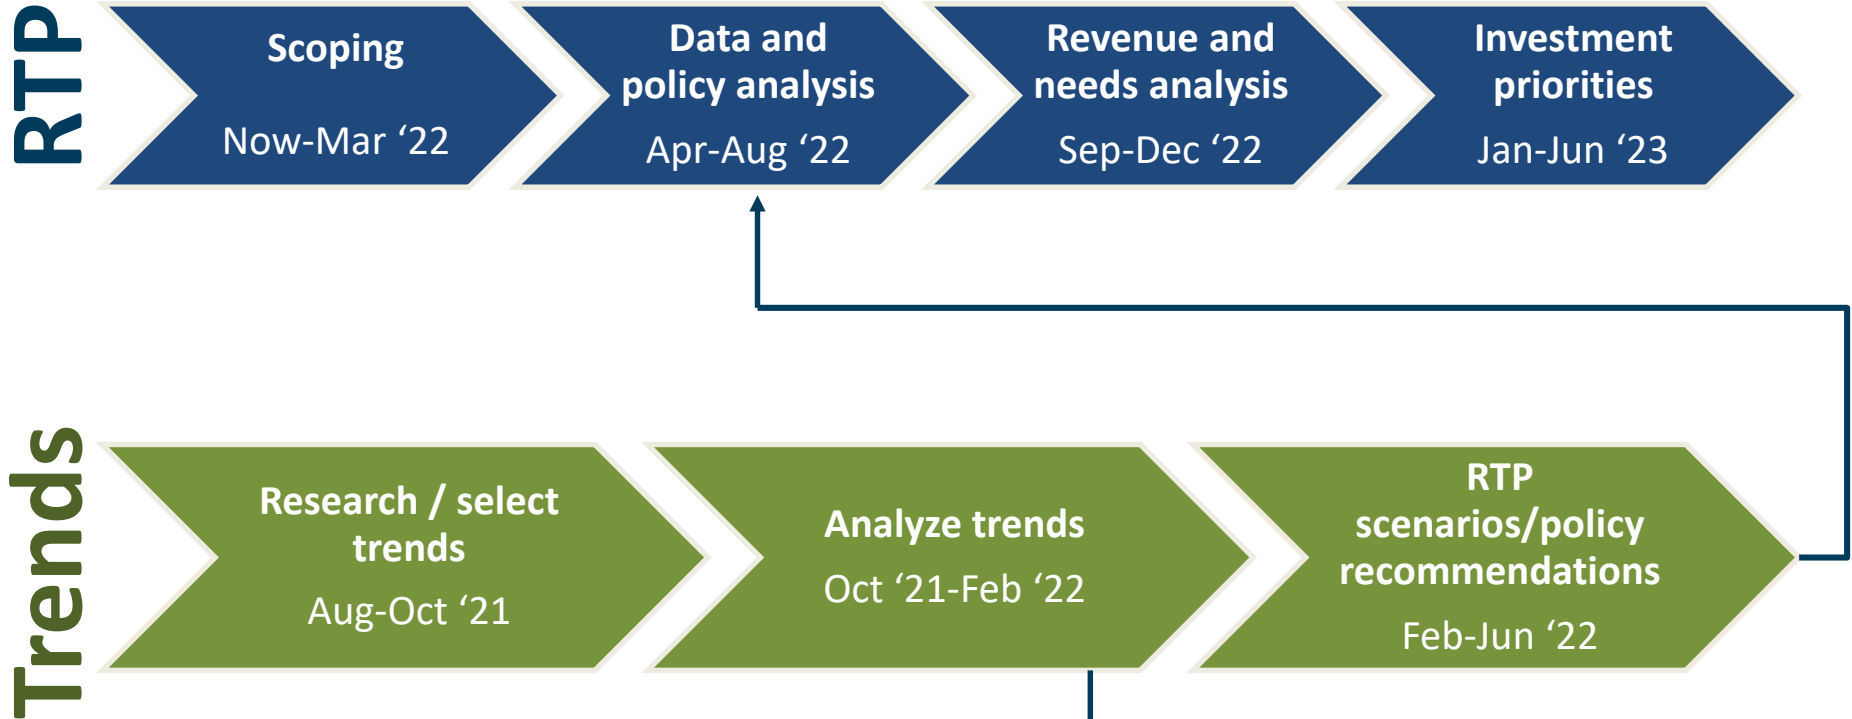 RTP
Scoping
Now-Mar ‘22
Data and
policy analysis
Apr-Aug ‘22
Revenue and
needs analysis
Sep-Dec ‘22
Investment
priorities
Jan-Jun ‘23
Trends
Research / select
trends
Aug-Oct ‘21
Analyze trends
Oct ‘21-Feb ‘22
RTP
scenarios/policy
recommendations
Feb-Jun ‘22